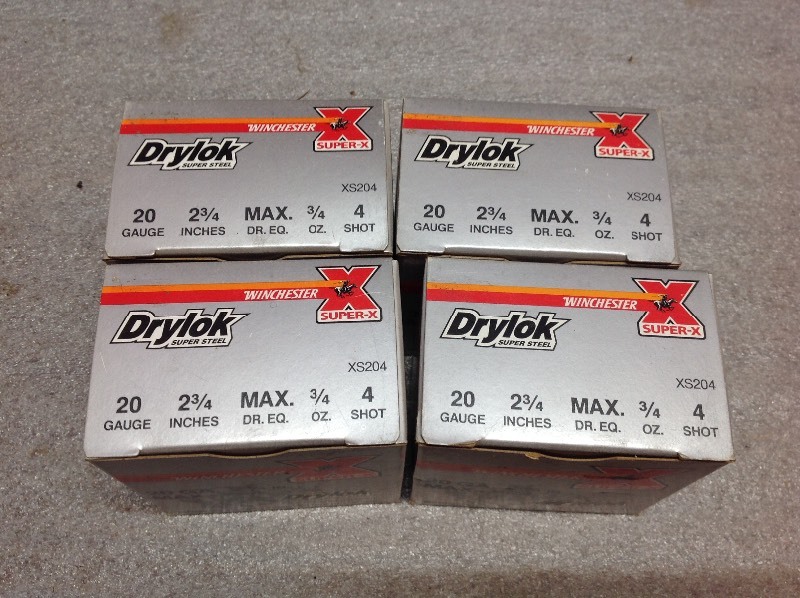 WINCHESTER X
Drylok SUPER-X
SUPER STEEL
XS204
20 2¾ MAX. ¾ 4
GAUGE INCHES DR. EQ. OZ. SHOT
WINCHESTER X
Drylok SUPER-X
SUPER STEEL
XS204
20 2¾ MAX. ¾ 4
GAUGE INCHES DR. EQ. OZ. SHOT
WINCHESTER X
Drylok SUPER-X
SUPER STEEL
XS204
20 2¾ MAX. ¾ 4
GAUGE INCHES DR. EQ. OZ. SHOT
WINCHESTER X
Drylok SUPER-X
SUPER STEEL
XS204
20 2¾ MAX. ¾ 4
GAUGE INCHES DR. EQ. OZ. SHOT